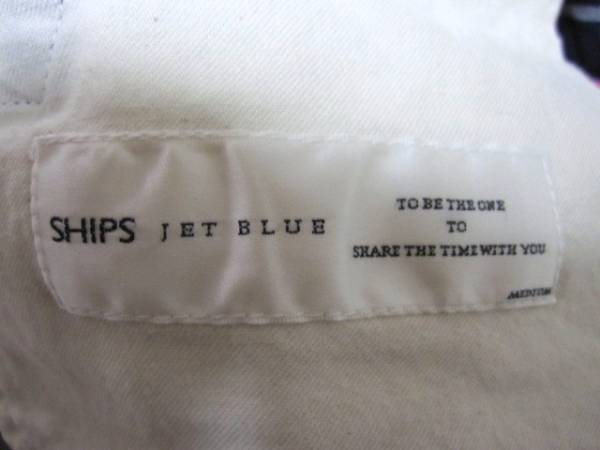 SHIPS JET BLUE
TO BE THE ONE
TO
SHARE THE TIME WITH YOU
MEDIUM